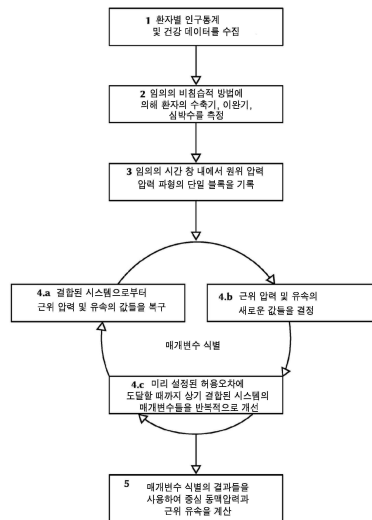 1 환자별 인구통계
및 건강 데이터를 수집
2 임의의 비침습적 방법에
의해 환자의 수축기, 이완기,
심박수를 측정
3 임의의 시간 창 내에서 원위 압력
압력 파형의 단일 블록을 기록
4.a 결합된 시스템으로부터
근위 압력 및 유속의 값들을 복구
4.b 근위 압력 및 유속의
새로운 값들을 결정
매개변수 식별
4.c 미리 설정된 허용오차에
도달할 때까지 상기 결합된 시스템의
매개변수들을 반복적으로 개선
5 매개변수 식별의 결과들을
사용하여 중심 동맥압력과
근위 유속을 계산